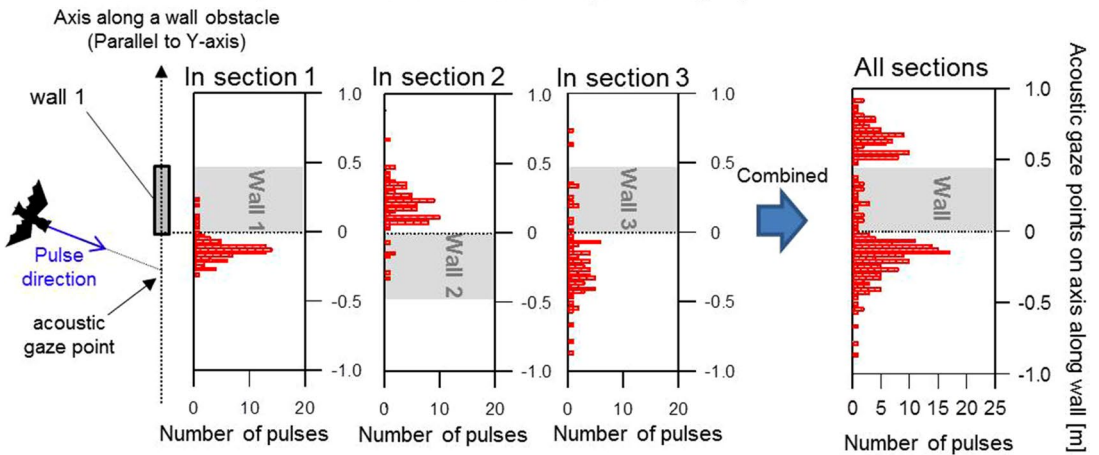 Axis along a wall obstacle
(Parallel to Y-axis)
wall 1
Pulse
direction
acoustic
gaze point
In section 1
1.0
0.5
0
-0.5
-1.0
Wall 1
0 10 20
Number of pulses
In section 2
1.0
0.5
0
-0.5
-1.0
Wall 2
0 10 20
Number of pulses
In section 3
1.0
0.5
0
-0.5
-1.0
Wall 3
0 10 20
Number of pulses
Combined
All sections
1.0
0.5
0
-0.5
-1.0
Wall
0 5 10 15 20 25
Number of pulses
Acoustic gaze points on axis along wall [m]